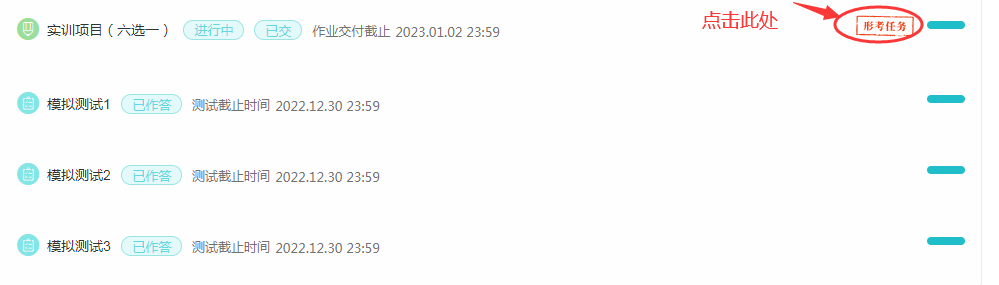 点击此处
实训项目（六选一） 进行中 已交 作业交付截止 2023.01.02 23:59 形考任务
模拟测试1 已作答 测试截止时间 2022.12.30 23:59
模拟测试2 已作答 测试截止时间 2022.12.30 23:59
模拟测试3 已作答 测试截止时间 2022.12.30 23:59